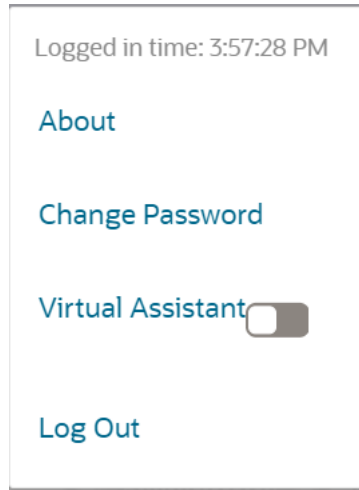 Logged in time: 3:57:28 PM
About
Change Password
Virtual Assistant
Log Out